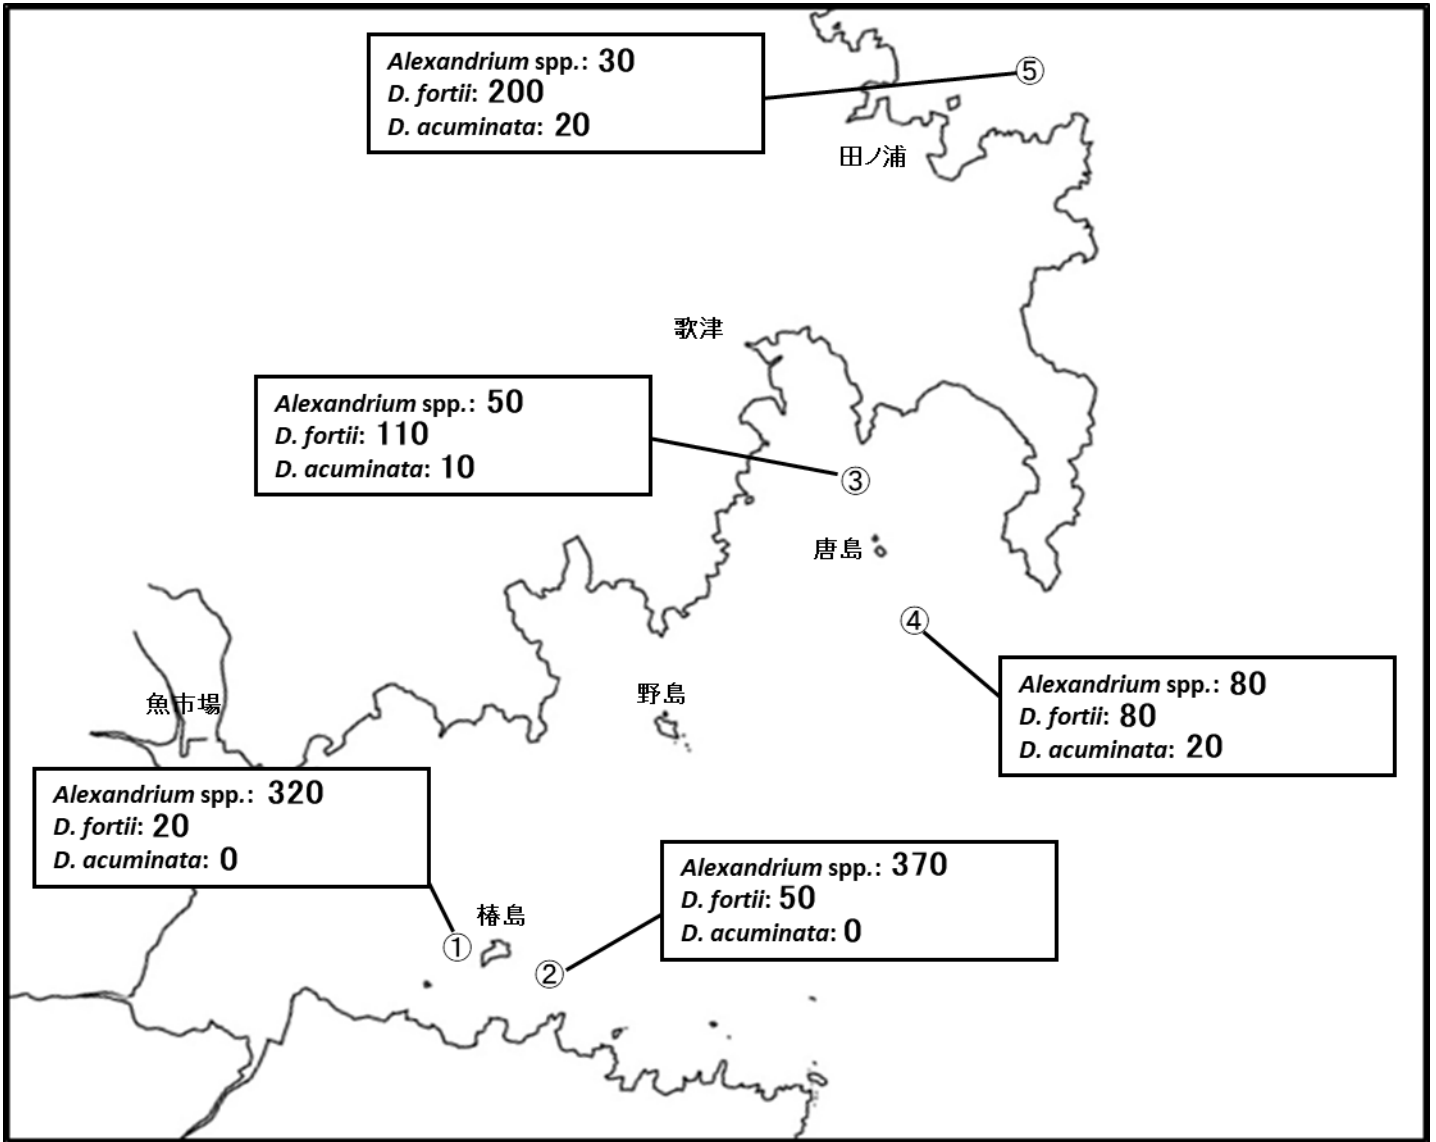 Alexandrium spp.: 30
D. fortii: 200
D. acuminata: 20
⑤
田ノ浦
歌津
Alexandrium spp.: 50
D. fortii: 110
D. acuminata: 10
③
唐島
④
Alexandrium spp.: 80
D. fortii: 80
D. acuminata: 20
野島
魚市場
Alexandrium spp.: 320
D. fortii: 20
D. acuminata: 0
Alexandrium spp.: 370
D. fortii: 50
D. acuminata: 0
椿島
①
②